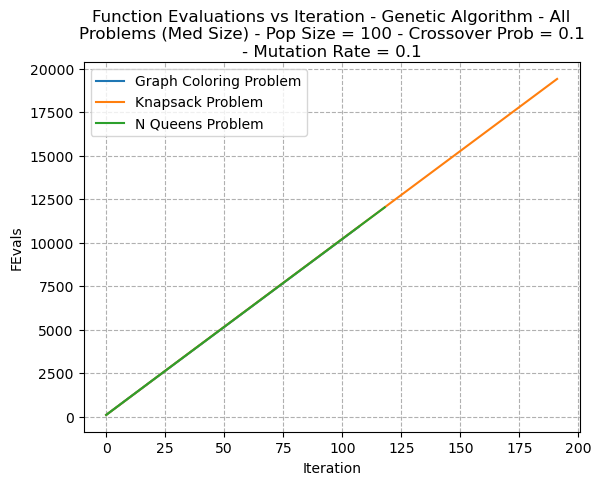 Function Evaluations vs Iteration - Genetic Algorithm - All
Problems (Med Size) - Pop Size = 100 - Crossover Prob = 0.1
- Mutation Rate = 0.1
Graph Coloring Problem
Knapsack Problem
N Queens Problem
20000
17500
15000
12500
10000
7500
5000
2500
0
FEvals
0 25 50 75 100 125 150 175 200
Iteration